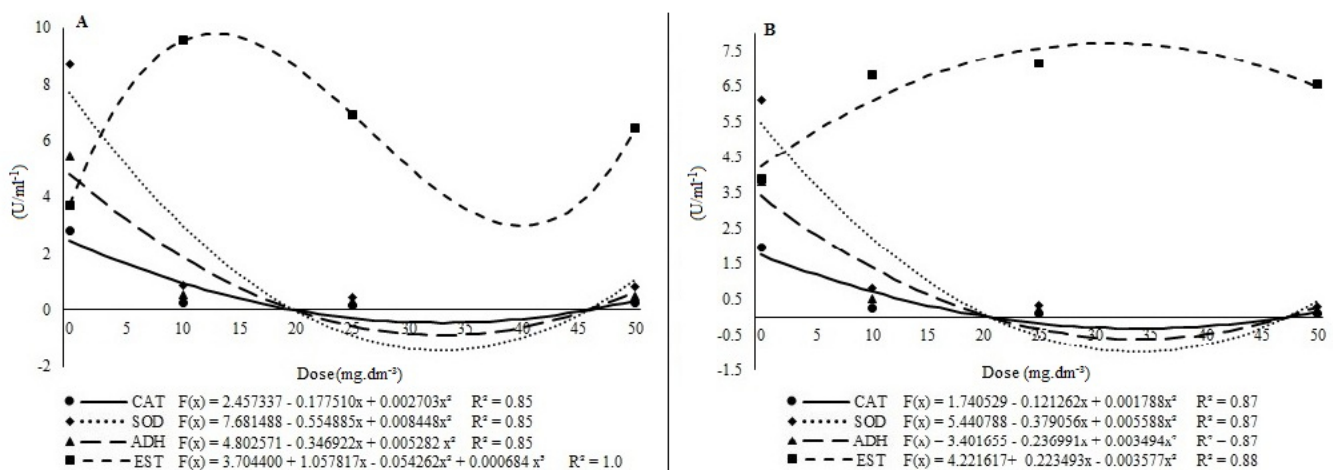 A
10
8
6
4
2
0
-2
(U/ml⁻¹)
0 5 10 15 20 25 30 35 40 45 50
Dose(mg.dm⁻³)
CAT F(x) = 2.457337 - 0.177510x + 0.002703x² R² = 0.85
SOD F(x) = 7.681488 - 0.554885x + 0.008448x² R² = 0.85
ADH F(x) = 4.802571 - 0.346922x + 0.005282 x² R² = 0.85
EST F(x) = 3.704400 + 1.057817x - 0.054262x² + 0.000684 x³ R² = 1.0
B
7.5
6.5
5.5
4.5
3.5
2.5
1.5
0.5
-0.5
-1.5
(U/ml⁻¹)
0 5 10 15 20 25 30 35 40 45 50
Dose (mg.dm⁻³)
CAT F(x) = 1.740529 - 0.121262x + 0.001788x² R² = 0.87
SOD F(x) = 5.440788 - 0.379056x + 0.005588x² R² = 0.87
ADH F(x) = 3.401655 - 0.236991x + 0.003494x² R² = 0.87
EST F(x) = 4.221617+ 0.223493x - 0.003577x² R² = 0.88